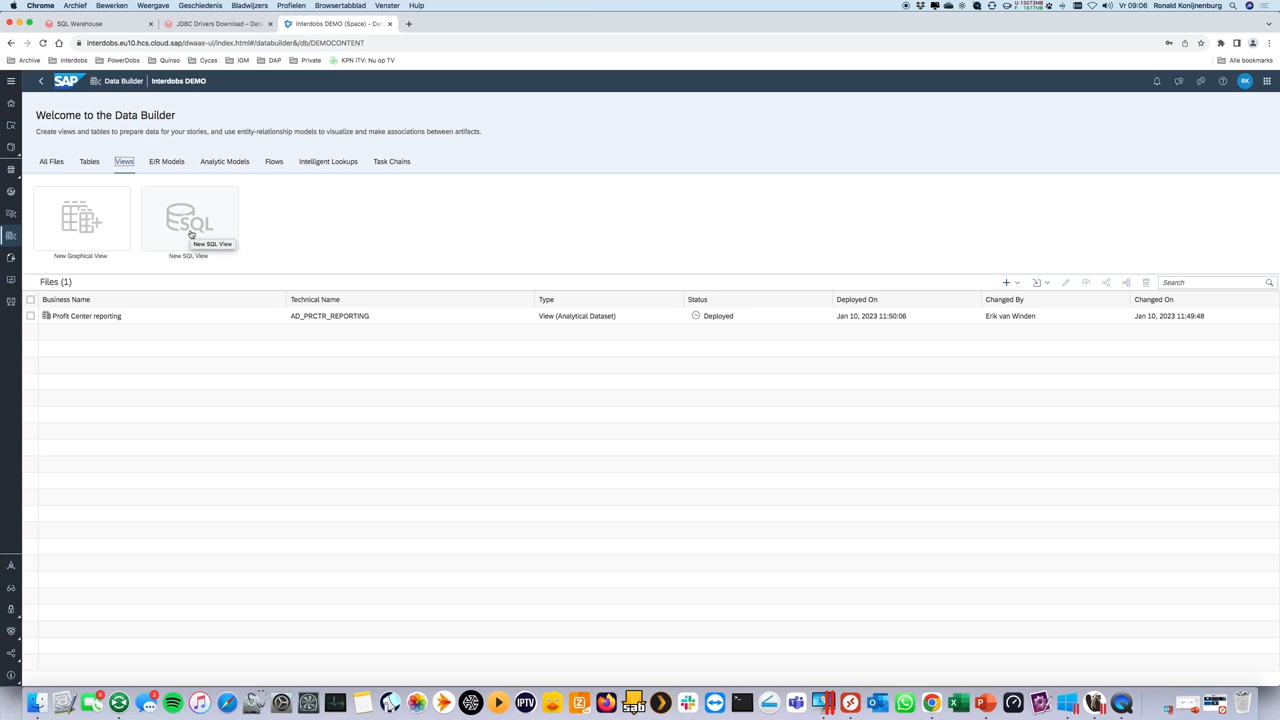 Chrome Archief Bewerken Weergave Geschiedenis Bladwijzers Profielen Browsertabblad Venster Help Vr 09:06 Ronald Konijnenburg
SQL Warehouse
JDBC Drivers Download – Data
Interdobs DEMO (Space) - Dat
interdobs.eu10.hcs.cloud.sap/dwaas-ui/index.html#/databuilder&/db/DEMOCONTENT
Archive Interdobs PowerDobs Quinso Cycas IGM DAP Private KPN iTV: Nu op TV Alle bookmarks
SAP Data Builder Interdobs DEMO RK
Welcome to the Data Builder
Create views and tables to prepare data for your stories, and use entity-relationship models to visualize and make associations between artifacts.
All Files Tables Views E/R Models Analytic Models Flows Intelligent Lookups Task Chains
SQL
New SQL View
New Graphical View New SQL View
Files (1) Search
Business Name Technical Name Type Status Deployed On Changed By Changed On
Profit Center reporting AD_PRCTR_REPORTING View (Analytical Dataset) Deployed Jan 10, 2023 11:50:06 Erik van Winden Jan 10, 2023 11:49:48
IPTV